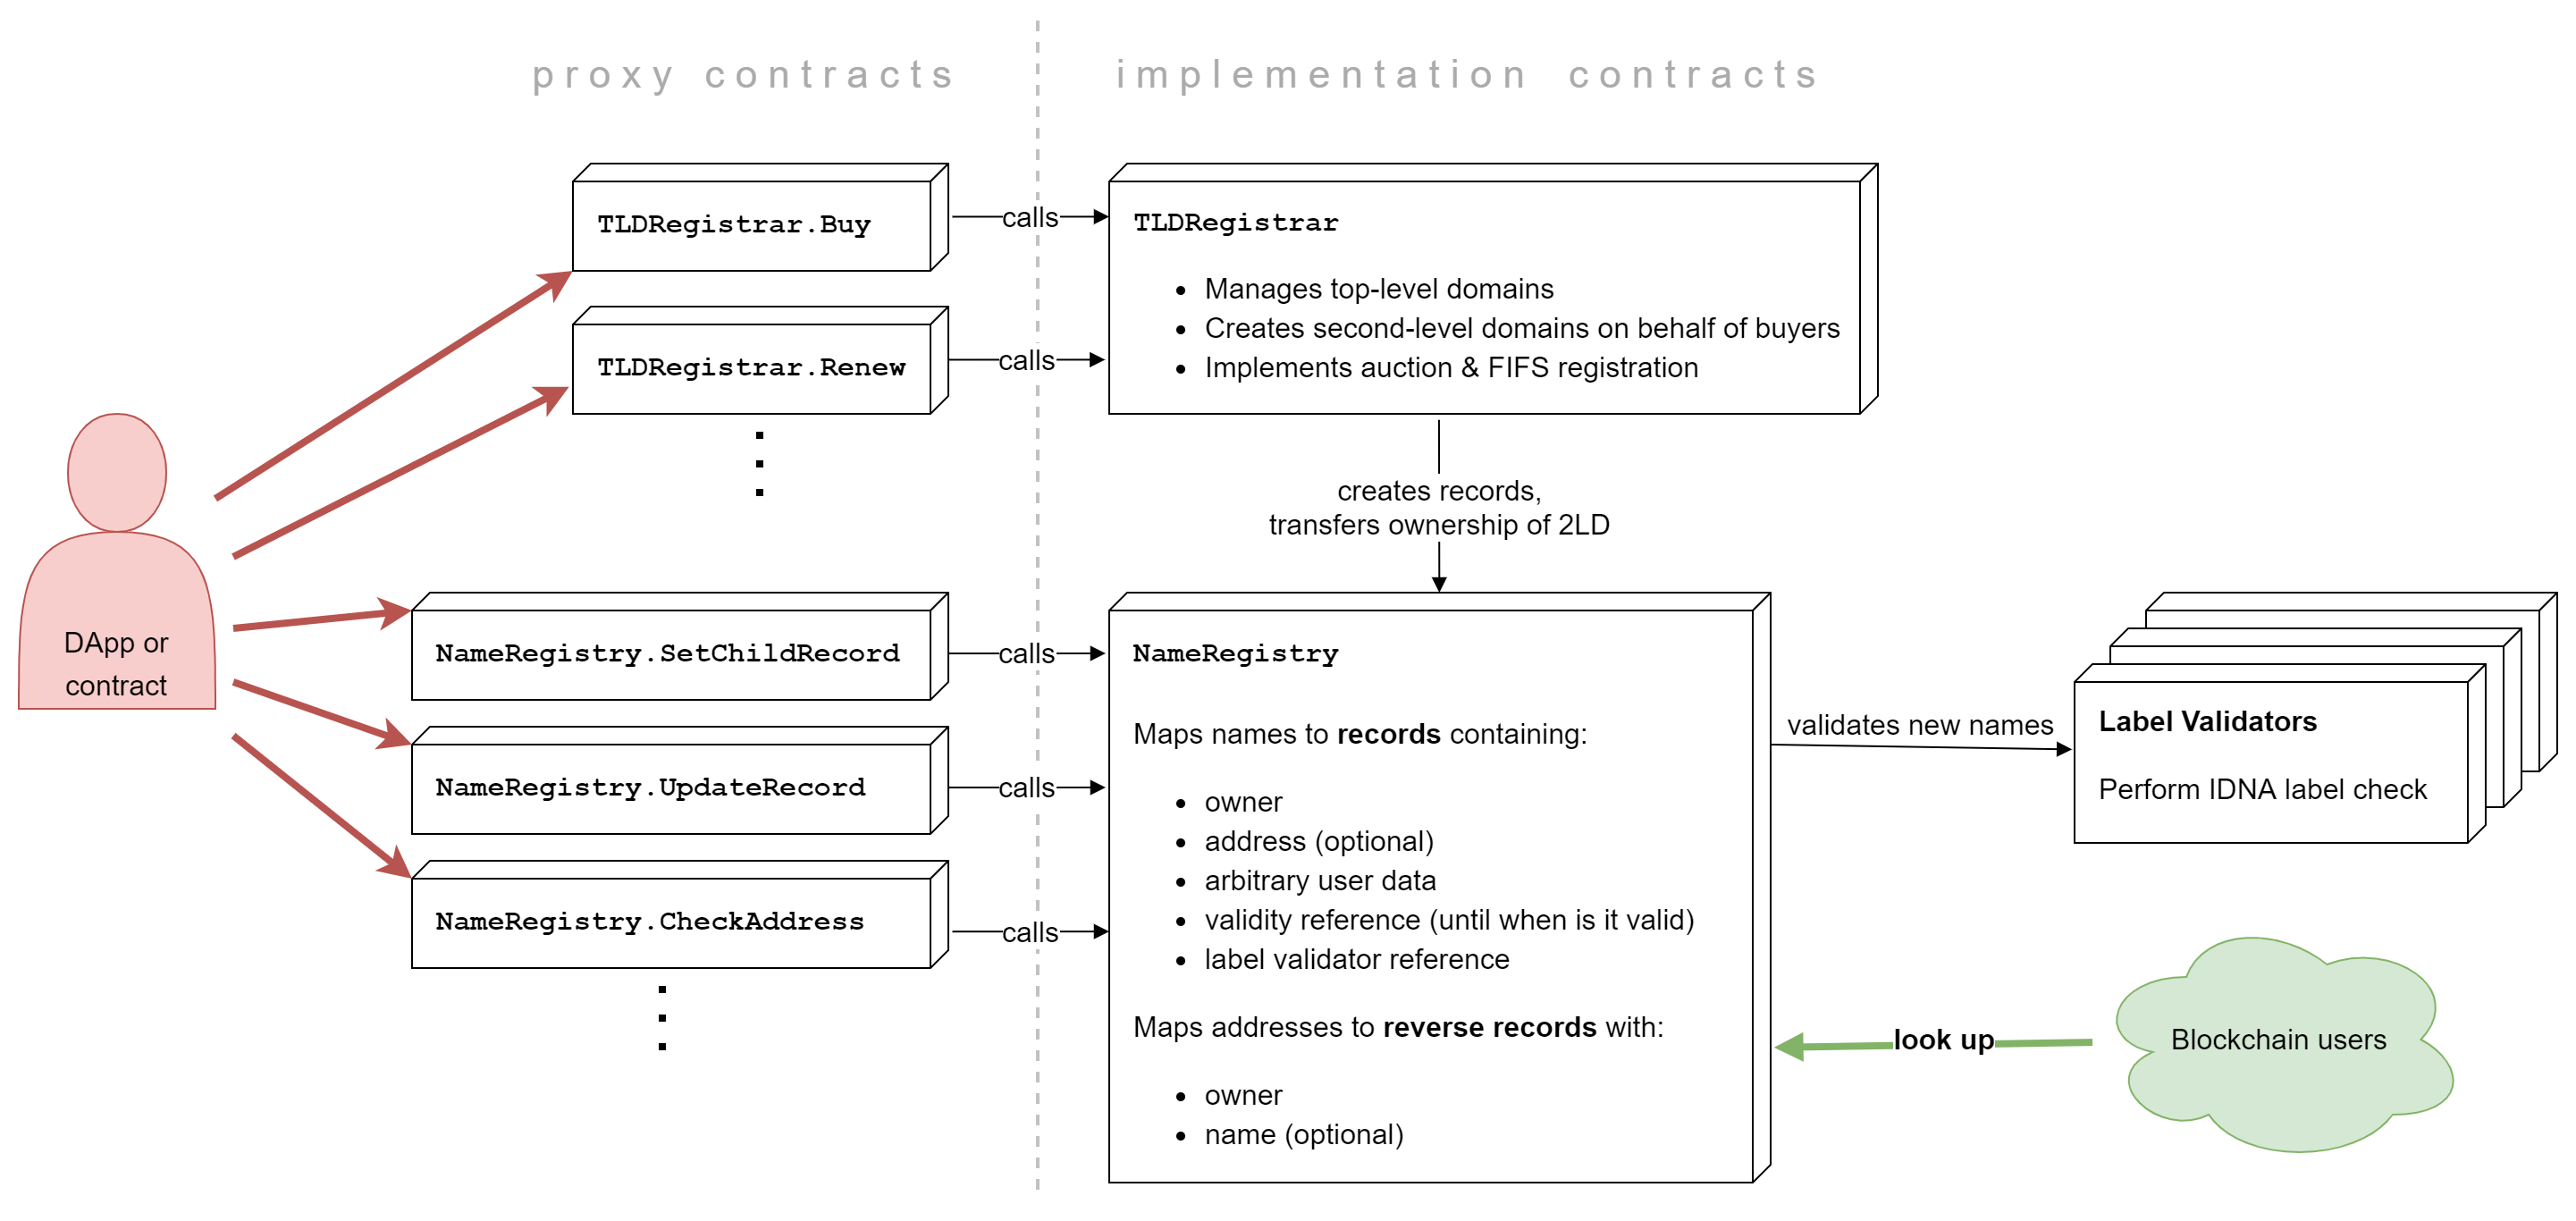 proxy contracts
implementation contracts
TLDRegistrar.Buy
calls
TLDRegistrar
Manages top-level domains
Creates second-level domains on behalf of buyers
Implements auction & FIFS registration
TLDRegistrar.Renew
calls
creates records,
transfers ownership of 2LD
DApp or
contract
NameRegistry.SetChildRecord
calls
NameRegistry.UpdateRecord
calls
NameRegistry.CheckAddress
calls
NameRegistry
Maps names to records containing:
owner
address (optional)
arbitrary user data
validity reference (until when is it valid)
label validator reference
Maps addresses to reverse records with:
owner
name (optional)
validates new names
Label Validators
Perform IDNA label check
look up
Blockchain users